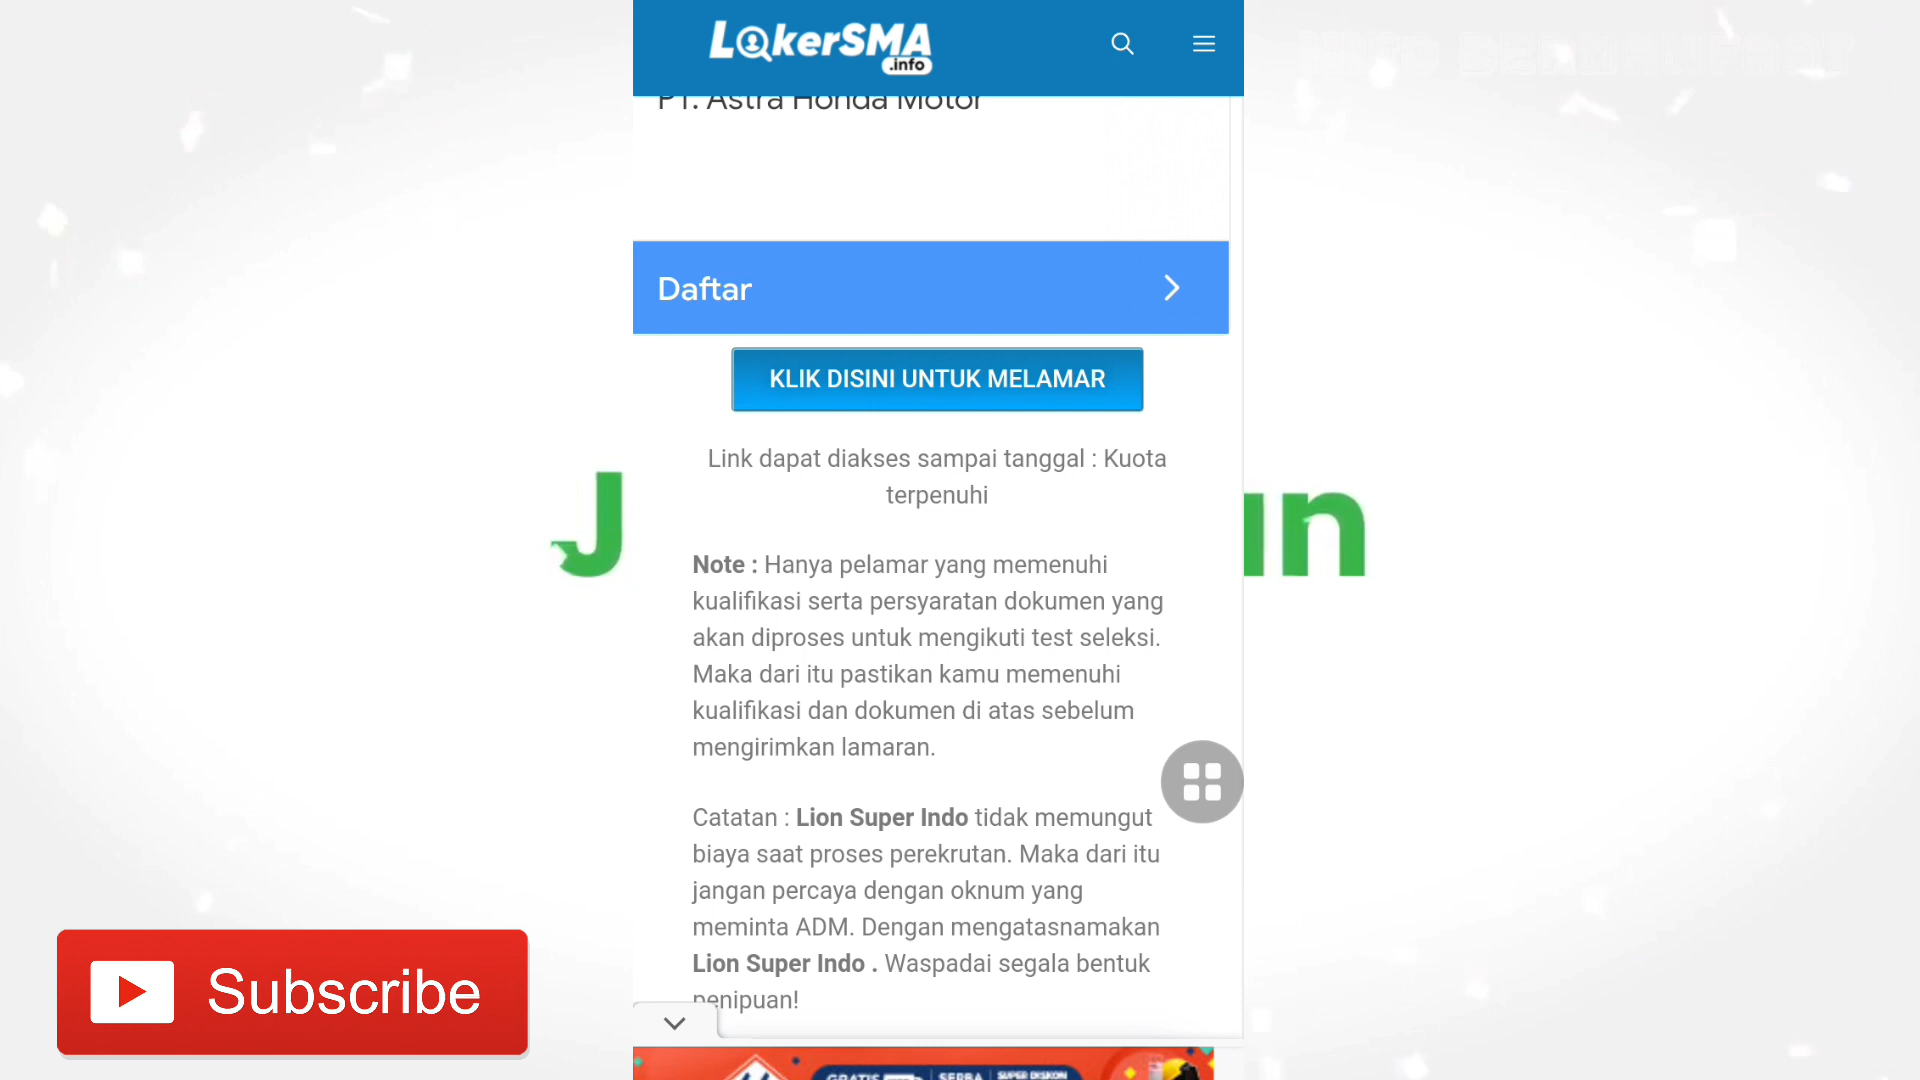 LokerSMA
.info
PT. Astra Honda Motor
Daftar
KLIK DISINI UNTUK MELAMAR
Link dapat diakses sampai tanggal : Kuota
terpenuhi
J un
Note : Hanya pelamar yang memenuhi
kualifikasi serta persyaratan dokumen yang
akan diproses untuk mengikuti test seleksi.
Maka dari itu pastikan kamu memenuhi
kualifikasi dan dokumen di atas sebelum
mengirimkan lamaran.
Catatan : Lion Super Indo tidak memungut
biaya saat proses perekrutan. Maka dari itu
jangan percaya dengan oknum yang
meminta ADM. Dengan mengatasnamakan
Lion Super Indo . Waspadai segala bentuk
penipuan!
Subscribe
GRATIS SERBA SUPER DISKON